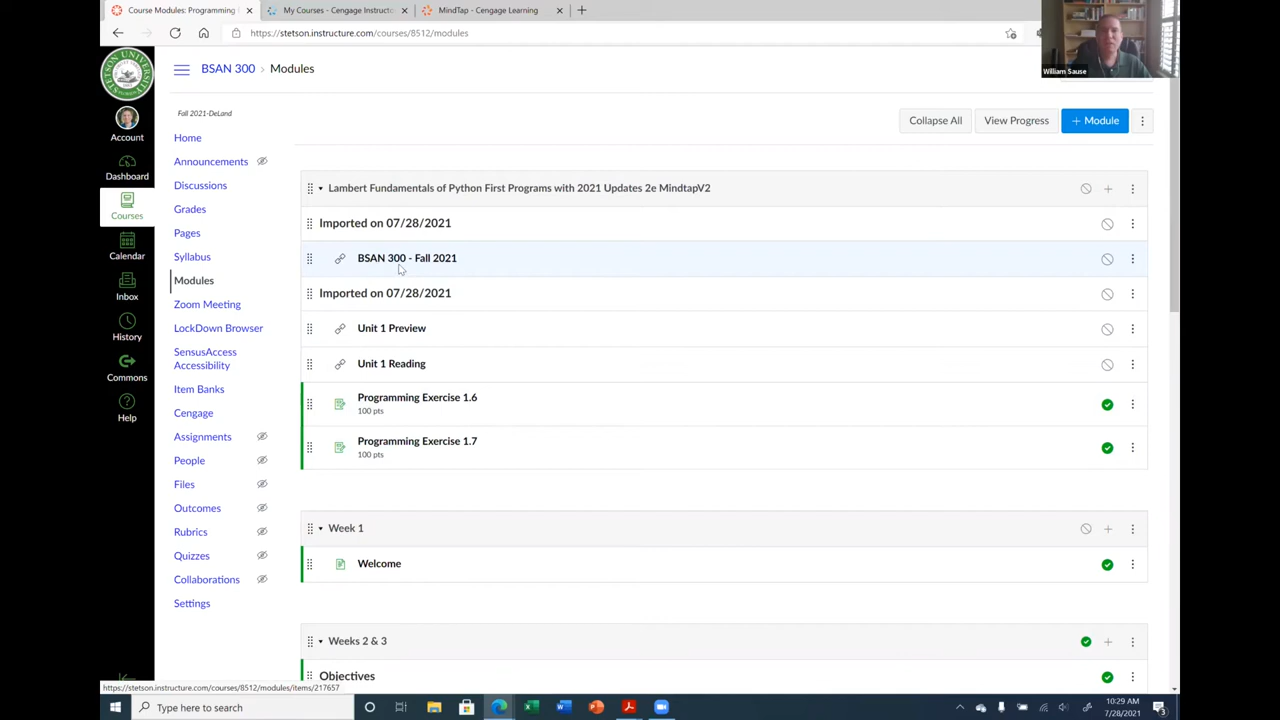 Course Modules: Programming
My Courses - Cengage Instructo
MindTap - Cengage Learning
https://stetson.instructure.com/courses/8512/modules
William Sause
STETSON UNIVERSITY
BSAN 300 › Modules
Fall 2021-DeLand
Account
Dashboard
Courses
Calendar
Inbox
History
Commons
Help
Home
Announcements
Discussions
Grades
Pages
Syllabus
Modules
Zoom Meeting
LockDown Browser
SensusAccess
Accessibility
Item Banks
Cengage
Assignments
People
Files
Outcomes
Rubrics
Quizzes
Collaborations
Settings
Collapse All
View Progress
+ Module
Lambert Fundamentals of Python First Programs with 2021 Updates 2e MindtapV2
Imported on 07/28/2021
BSAN 300 - Fall 2021
Imported on 07/28/2021
Unit 1 Preview
Unit 1 Reading
Programming Exercise 1.6
100 pts
Programming Exercise 1.7
100 pts
Week 1
Welcome
Weeks 2 & 3
Objectives
https://stetson.instructure.com/courses/8512/modules/items/217657
Type here to search
10:29 AM
7/28/2021
3